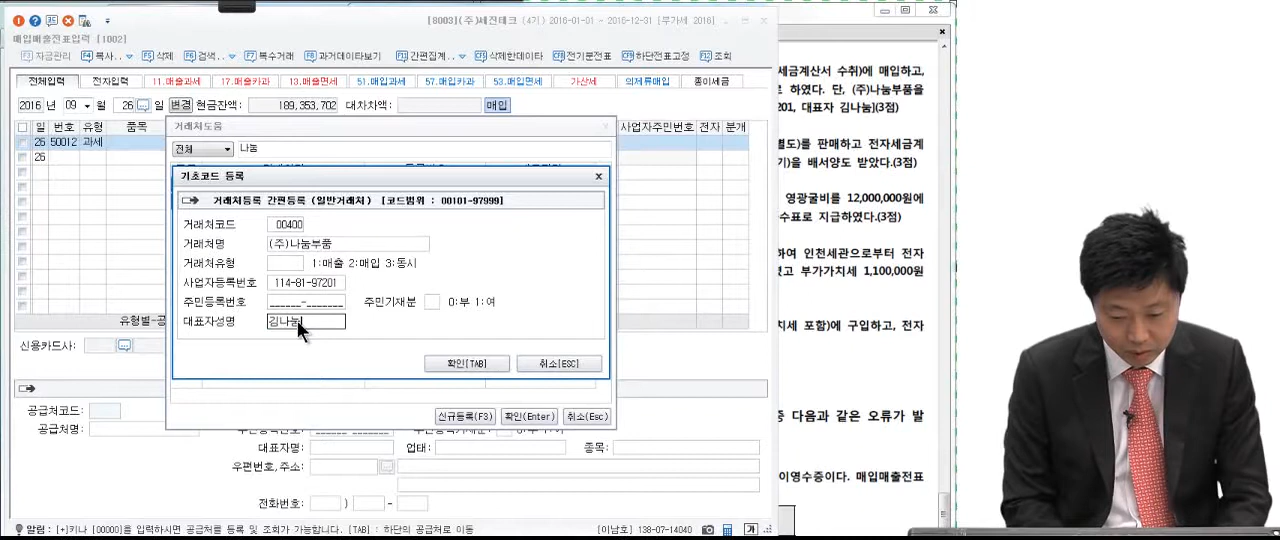 [8003](주)세진테크 (4기) 2016-01-01 ~ 2016-12-31 [부가세 2016]
매입매출전표입력 [1002]
자금관리 F4 복사.. F5 삭제 F6 검색.. F7 복수거래 F8 과거데이타보기 F11 간편집계.. CF5 삭제한데이타 CF8 전기분전표 CF9 하단전표고정 F12 조회
전체입력 전자입력 11.매출과세 17.매출카과 13.매출면세 51.매입과세 57.매입카과 53.매입면세 가산세 의제류매입 종이세금
2016 년 09 월 26 일 변경 현금잔액: 189,353,702 대차차액: 매입
일 번호 유형 품목 사업자주민번호 전자 분개
26 50012 과세
26
거래처도움
전체 나눔
기초코드 등록
거래처등록 간편등록 (일반거래처) [코드범위 : 00101-97999]
거래처코드 00400
거래처명 (주)나눔부품
거래처유형 1:매출 2:매입 3:동시
사업자등록번호 114-81-97201
주민등록번호 ______-_______ 주민기재분 0:부 1:여
대표자성명 김나눔
확인[TAB] 취소[ESC]
신규등록(F3) 확인(Enter) 취소(Esc)
유형별-공
신용카드사:
공급처코드:
공급처명:
대표자명: 업태: 종목:
우편번호,주소:
전화번호: ) -
알림: [+]키나 [00000]을 입력하시면 공급처를 등록 및 조회가 가능합니다. [TAB] : 하단의 공급처로 이동 [이남호] 138-07-14040 가
세금계산서 수취)에 매입하고,
로 하였다. 단, (주)나눔부품을
201, 대표자 김나눔](3점)
별도)를 판매하고 전자세금계
기)을 배서양도 받았다.(3점)
영광굴비를 12,000,000원에
수표로 지급하였다.(3점)
하여 인천세관으로부터 전자
였고 부가가치세 1,100,000원
치세 포함)에 구입하고, 전자
중 다음과 같은 오류가 발
이영수증이다. 매입매출전표